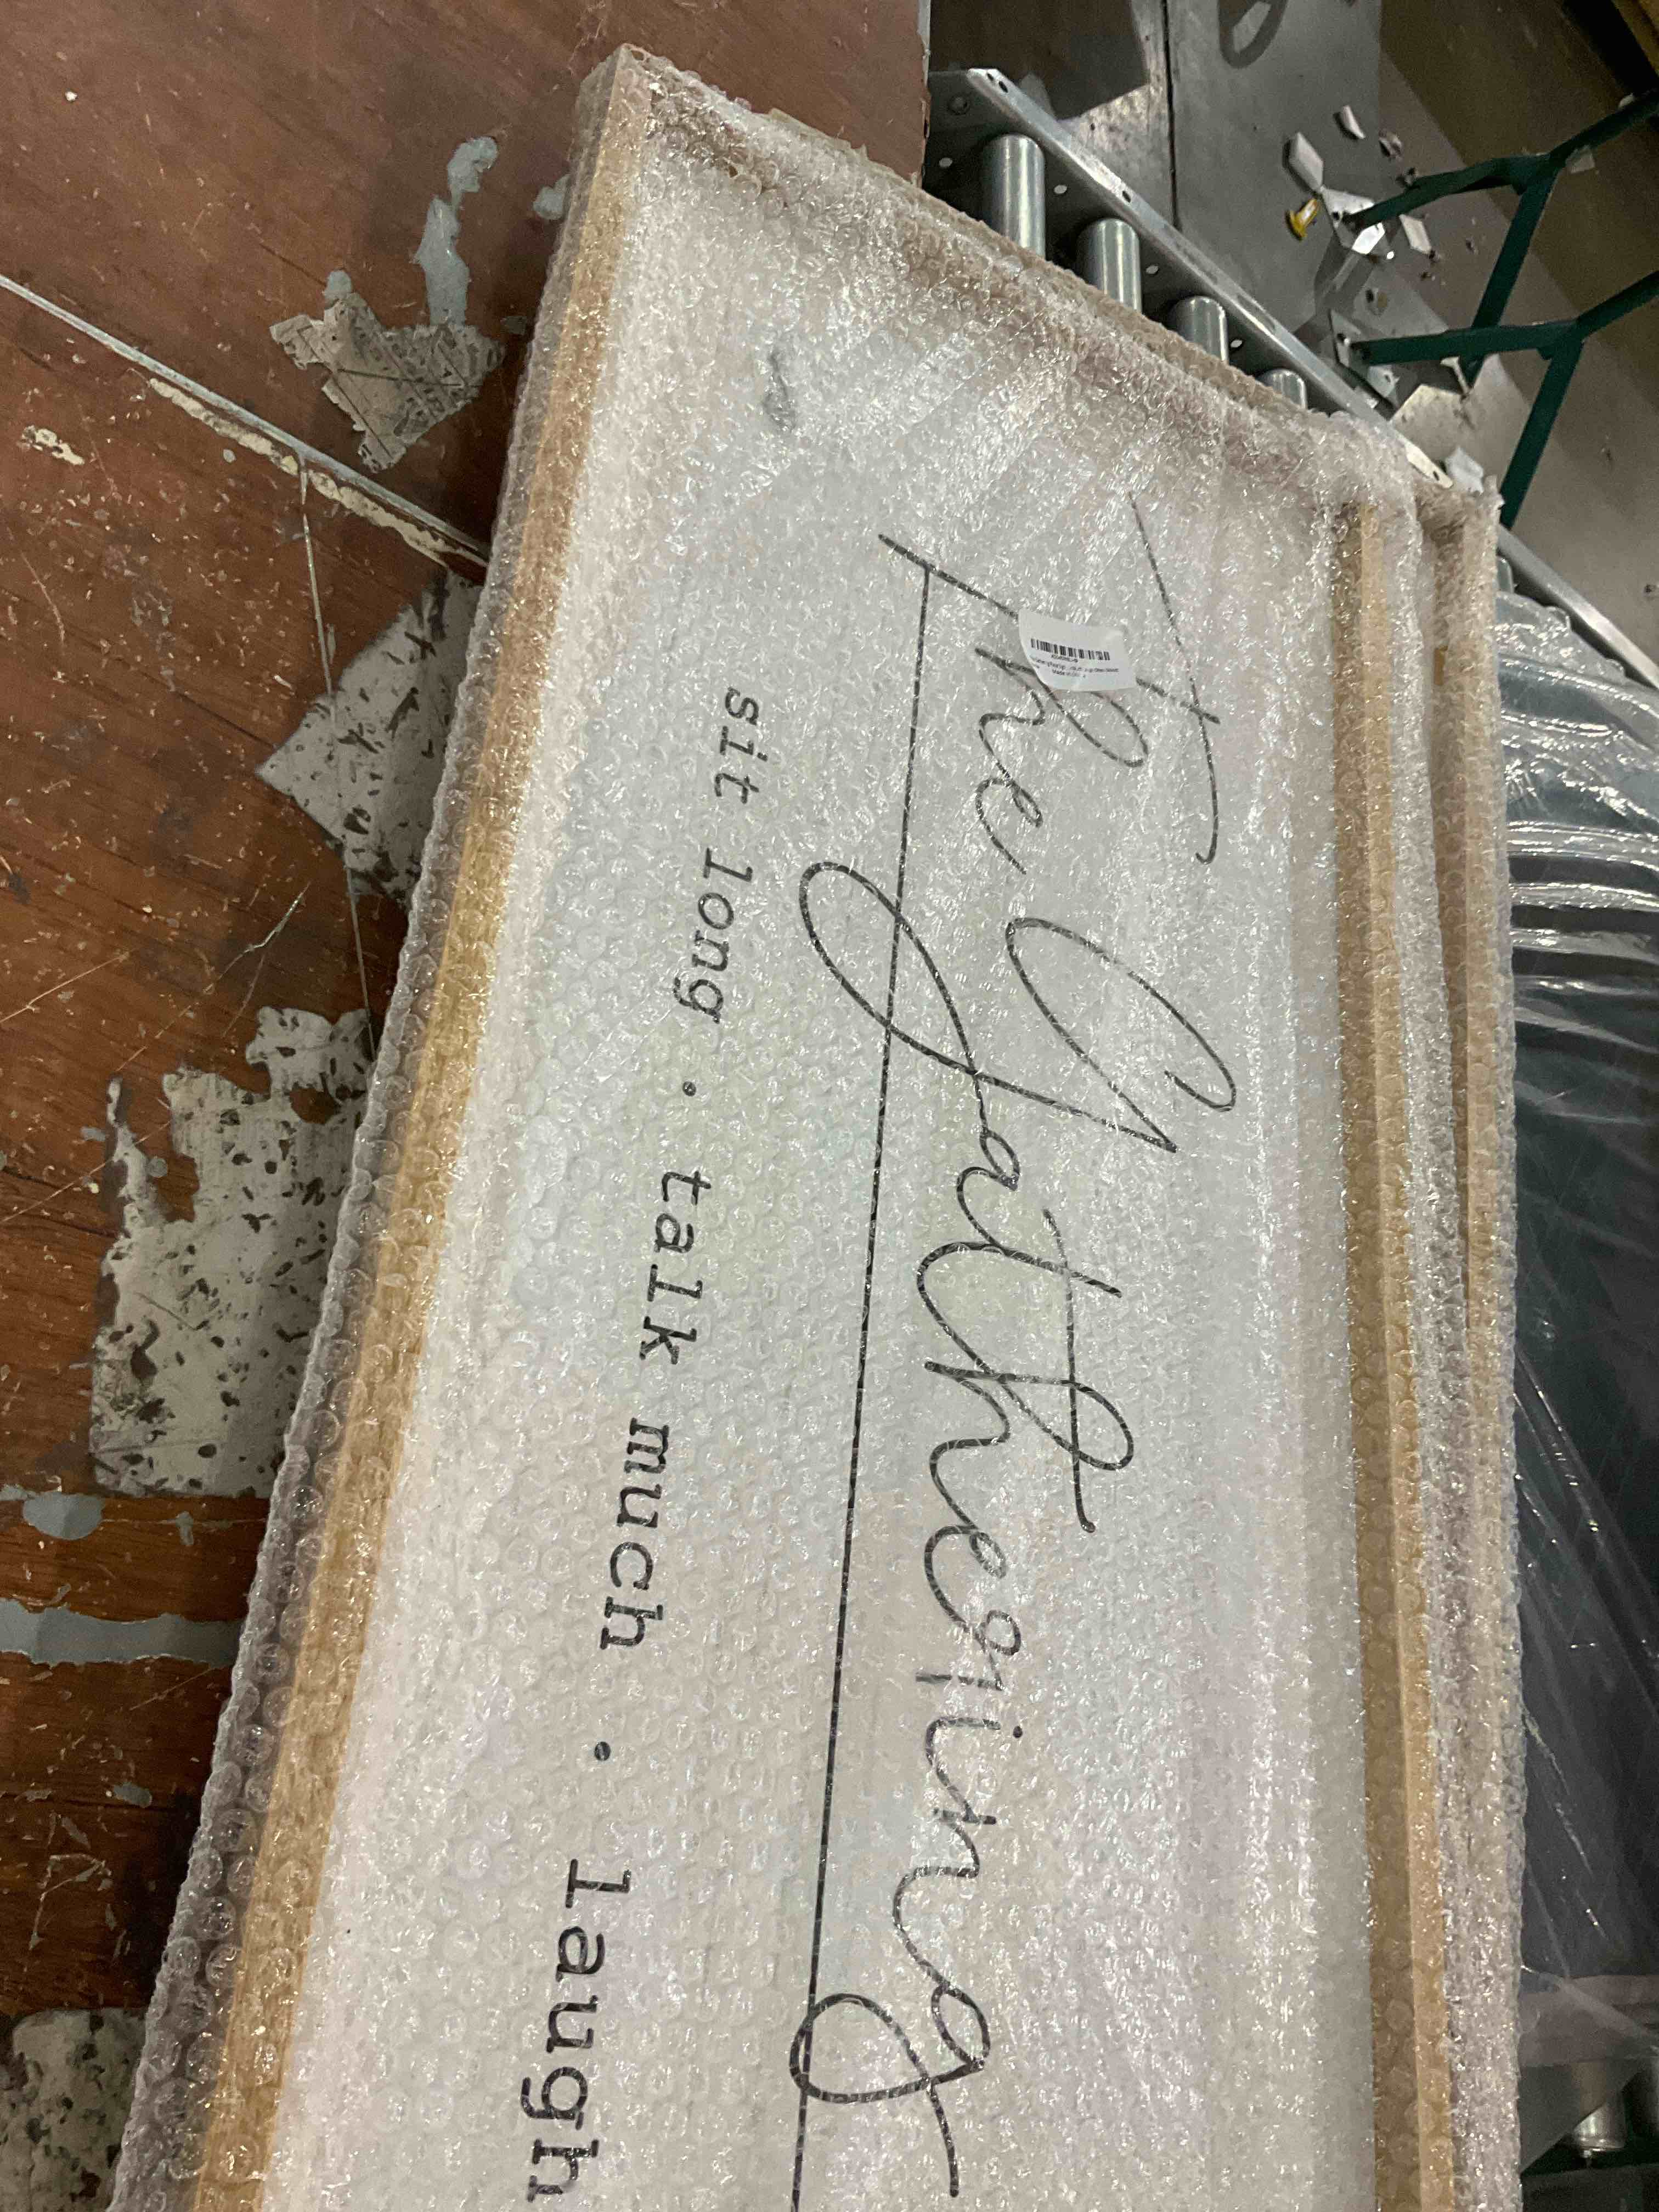 The Gathering
sit long • talk much • laugh